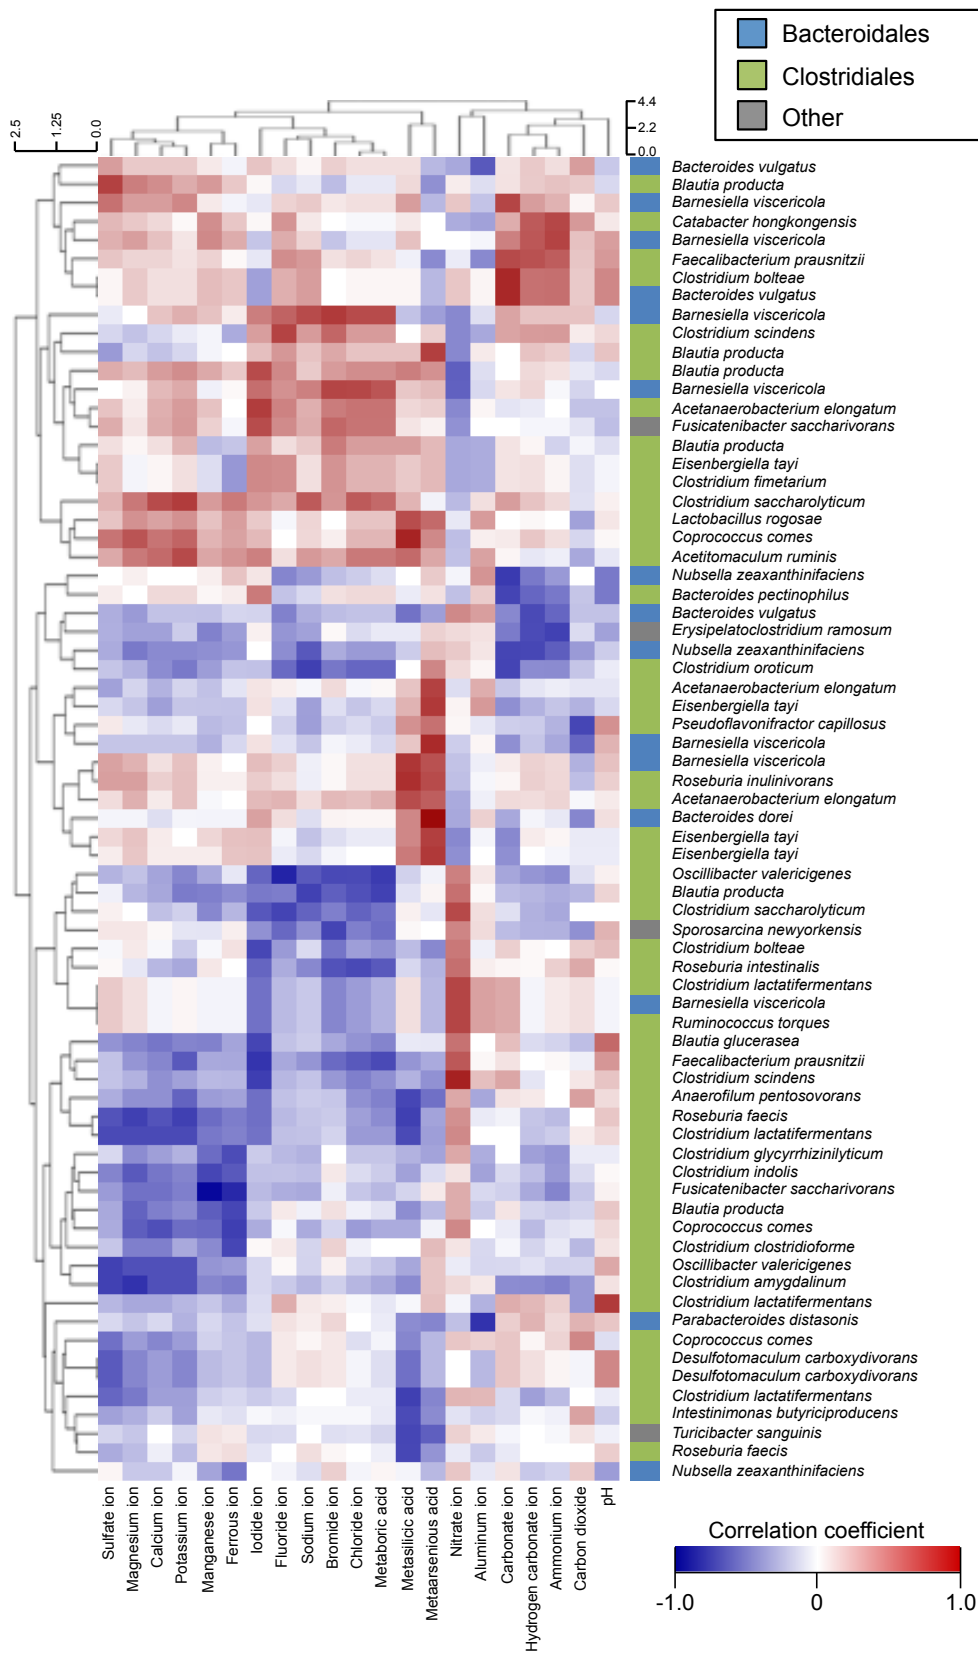 Bacteroidales
Clostridiales
Other
2.5
1.25
0.0
4.4
2.2
0.0
Bacteroides vulgatus
Blautia producta
Barnesiella viscericola
Catabacter hongkongensis
Barnesiella viscericola
Faecalibacterium prausnitzii
Clostridium bolteae
Bacteroides vulgatus
Barnesiella viscericola
Clostridium scindens
Blautia producta
Blautia producta
Barnesiella viscericola
Acetanaerobacterium elongatum
Fusicatenibacter saccharivorans
Blautia producta
Eisenbergiella tayi
Clostridium fimetarium
Clostridium saccharolyticum
Lactobacillus rogosae
Coprococcus comes
Acetitomaculum ruminis
Nubsella zeaxanthinifaciens
Bacteroides pectinophilus
Bacteroides vulgatus
Erysipelatoclostridium ramosum
Nubsella zeaxanthinifaciens
Clostridium oroticum
Acetanaerobacterium elongatum
Eisenbergiella tayi
Pseudoflavonifractor capillosus
Barnesiella viscericola
Barnesiella viscericola
Roseburia inulinivorans
Acetanaerobacterium elongatum
Bacteroides dorei
Eisenbergiella tayi
Eisenbergiella tayi
Oscillibacter valericigenes
Blautia producta
Clostridium saccharolyticum
Sporosarcina newyorkensis
Clostridium bolteae
Roseburia intestinalis
Clostridium lactatifermentans
Barnesiella viscericola
Ruminococcus torques
Blautia glucerasea
Faecalibacterium prausnitzii
Clostridium scindens
Anaerofilum pentosovorans
Roseburia faecis
Clostridium lactatifermentans
Clostridium glycyrrhizinilyticum
Clostridium indolis
Fusicatenibacter saccharivorans
Blautia producta
Coprococcus comes
Clostridium clostridioforme
Oscillibacter valericigenes
Clostridium amygdalinum
Clostridium lactatifermentans
Parabacteroides distasonis
Coprococcus comes
Desulfotomaculum carboxydivorans
Desulfotomaculum carboxydivorans
Clostridium lactatifermentans
Intestinimonas butyriciproducens
Turicibacter sanguinis
Roseburia faecis
Nubsella zeaxanthinifaciens
Sulfate ion
Magnesium ion
Calcium ion
Potassium ion
Manganese ion
Ferrous ion
Iodide ion
Fluoride ion
Sodium ion
Bromide ion
Chloride ion
Metaboric acid
Metasilicic acid
Metaarsenious acid
Nitrate ion
Aluminum ion
Carbonate ion
Hydrogen carbonate ion
Ammonium ion
Carbon dioxide
pH
Correlation coefficient
-1.0
0
1.0